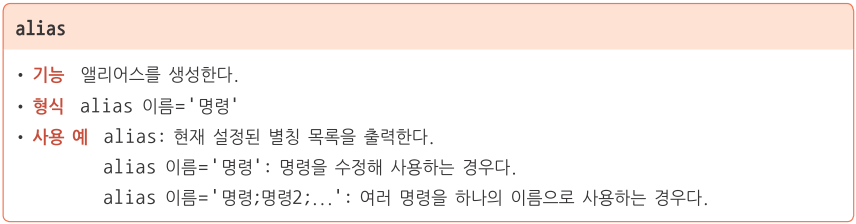 alias
• 기능 앨리어스를 생성한다.
• 형식 alias 이름='명령'
• 사용 예 alias: 현재 설정된 별칭 목록을 출력한다.
alias 이름='명령': 명령을 수정해 사용하는 경우다.
alias 이름='명령;명령2;...': 여러 명령을 하나의 이름으로 사용하는 경우다.